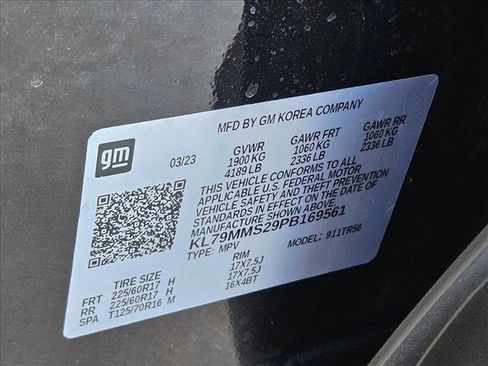 MFD BY GM KOREA COMPANY
gm
03/23 GVWR GAWR FRT GAWR RR
1900 KG 1060 KG 1060 KG
4189 LB 2336 LB 2336 LB
THIS VEHICLE CONFORMS TO ALL
APPLICABLE U.S. FEDERAL MOTOR
VEHICLE SAFETY AND THEFT PREVENTION
STANDARDS IN EFFECT ON THE DATE OF
MANUFACTURE SHOWN ABOVE.
KL79MMS29PB169561
TYPE: MPV MODEL: 911TR56
TIRE SIZE RIM
FRT 225/60R17 H 17X7.5J
RR 225/60R17 H 17X7.5J
SPA T125/70R16 M 16X4BT